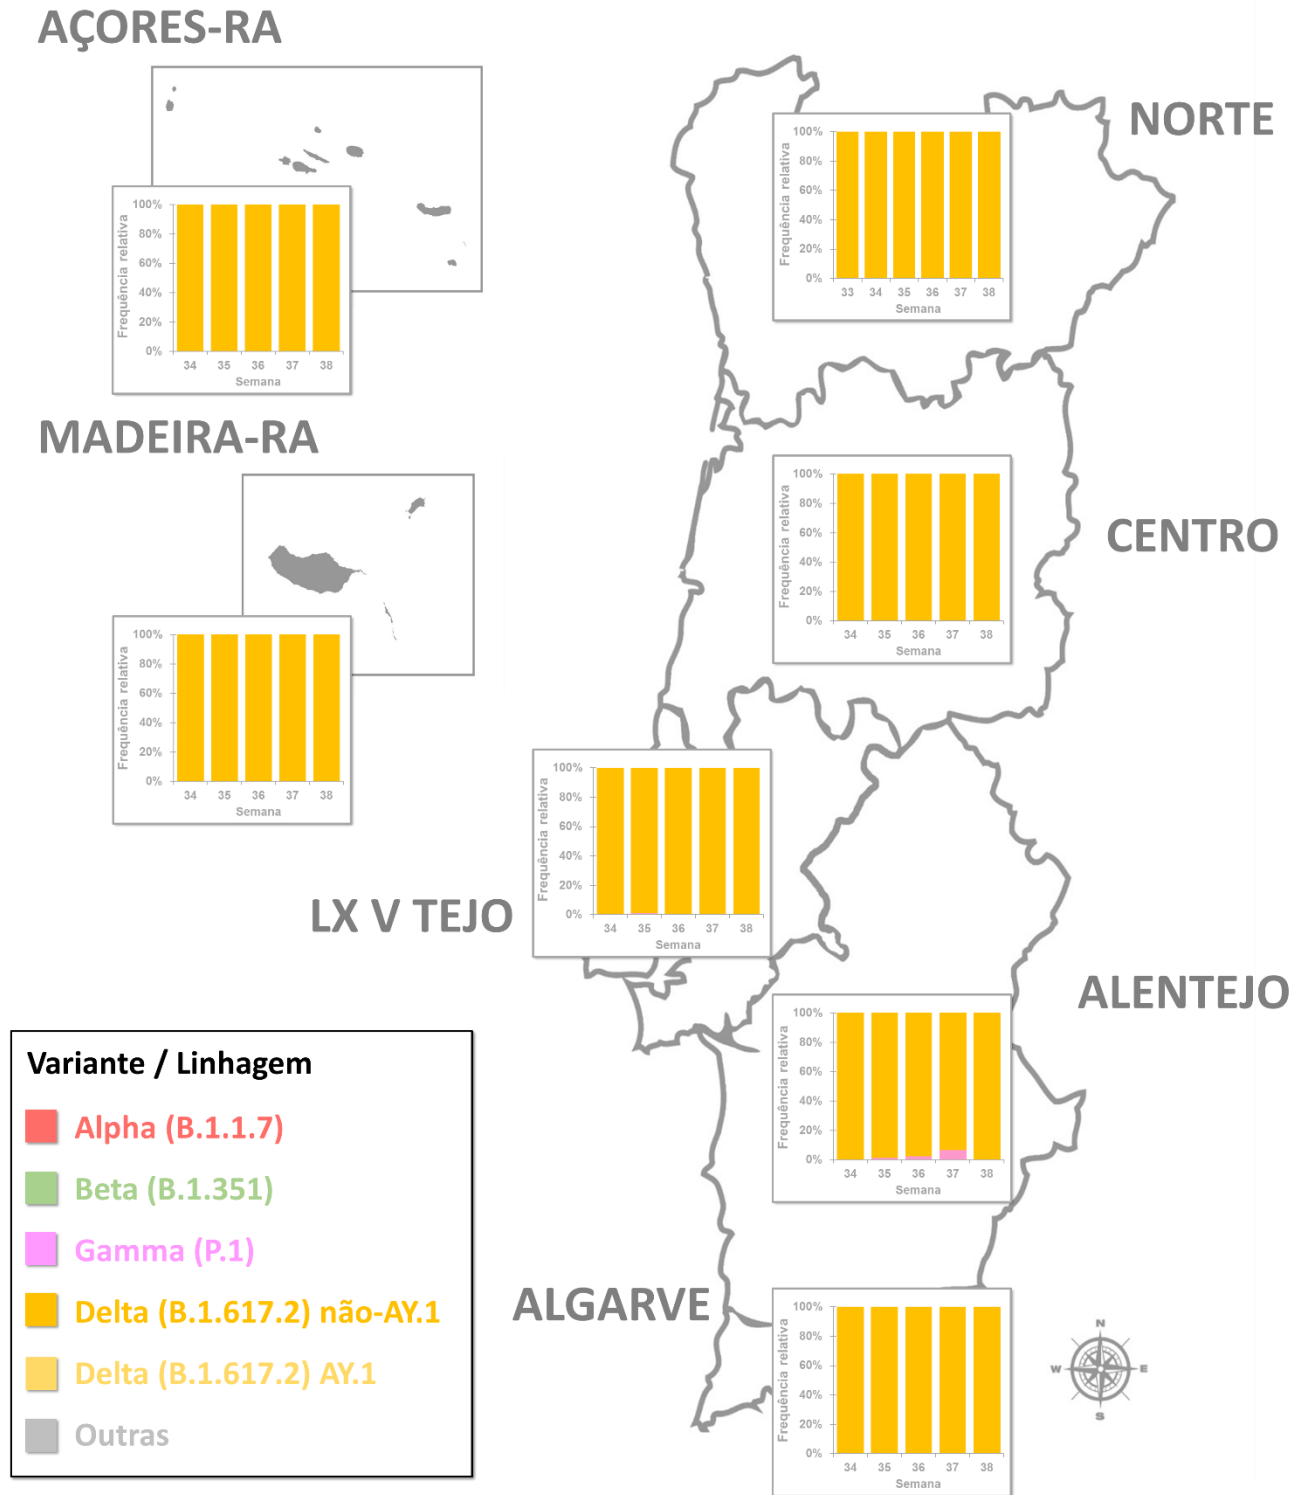 AÇORES-RA
Frequência relativa
100%
80%
60%
40%
20%
0%
34 35 36 37 38
Semana
NORTE
Frequência relativa
100%
80%
60%
40%
20%
0%
33 34 35 36 37 38
Semana
MADEIRA-RA
Frequência relativa
100%
80%
60%
40%
20%
0%
34 35 36 37 38
Semana
CENTRO
Frequência relativa
100%
80%
60%
40%
20%
0%
34 35 36 37 38
Semana
LX V TEJO
Frequência relativa
100%
80%
60%
40%
20%
0%
34 35 36 37 38
Semana
ALENTEJO
Frequência relativa
100%
80%
60%
40%
20%
0%
34 35 36 37 38
Semana
ALGARVE
Frequência relativa
100%
80%
60%
40%
20%
0%
34 35 36 37 38
Variante / Linhagem
Alpha (B.1.1.7)
Beta (B.1.351)
Gamma (P.1)
Delta (B.1.617.2) não-AY.1
Delta (B.1.617.2) AY.1
Outras
N
W E
S